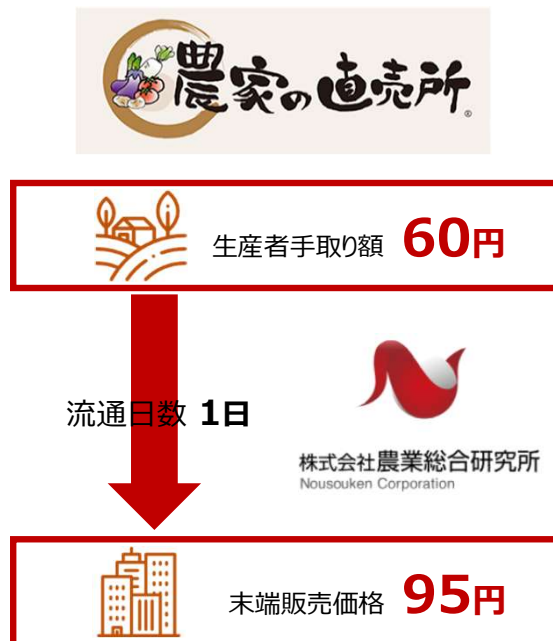 農家の直売所®
生産者手取り額 60円
流通日数 1日
株式会社農業総合研究所
Nousouken Corporation
末端販売価格 95円